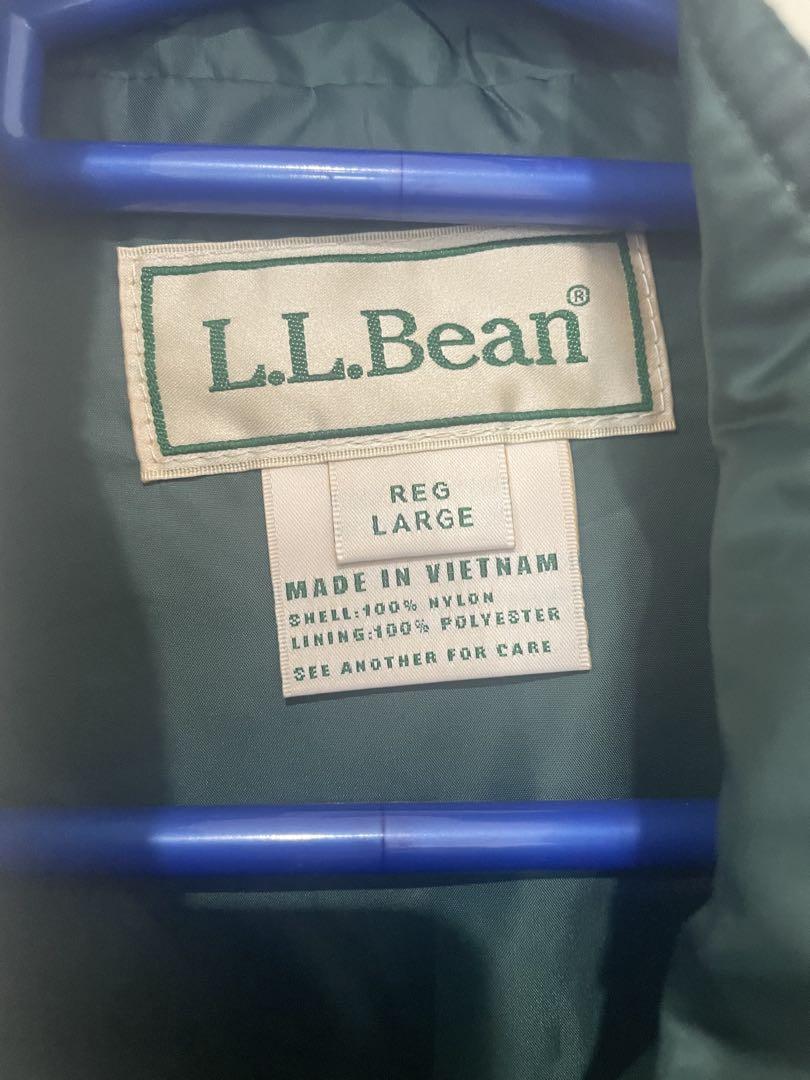 L.L.Bean®
REG
LARGE
MADE IN VIETNAM
SHELL:100% NYLON
LINING:100% POLYESTER
SEE ANOTHER FOR CARE